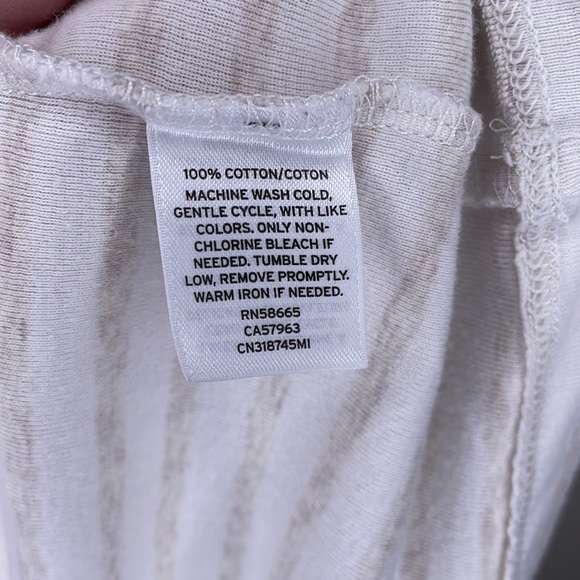 100% COTTON/COTON
MACHINE WASH COLD,
GENTLE CYCLE, WITH LIKE
COLORS. ONLY NON-
CHLORINE BLEACH IF
NEEDED. TUMBLE DRY
LOW, REMOVE PROMPTLY.
WARM IRON IF NEEDED.
RN58665
CA57963
CN318745MI